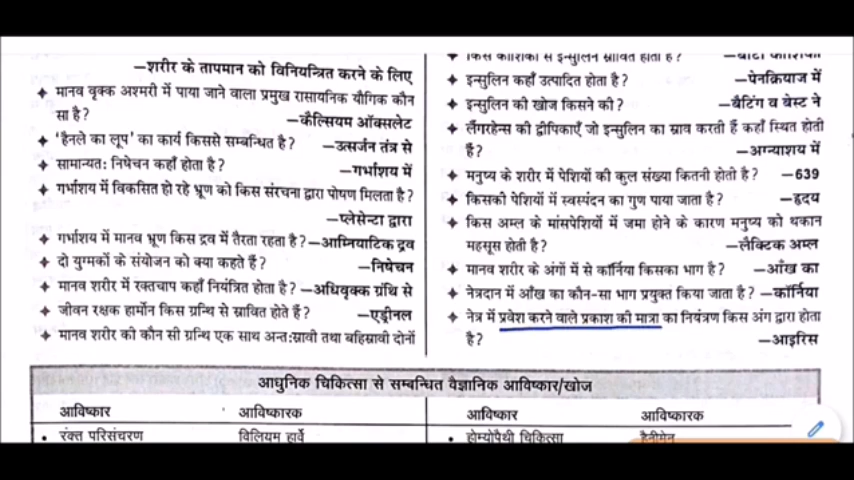 –शरीर के तापमान को विनियन्त्रित करने के लिए
✦ मानव वृक्क अश्मरी में पाया जाने वाला प्रमुख रासायनिक यौगिक कौन
सा है? –कैल्सियम ऑक्सलेट
✦ 'हैनले का लूप' का कार्य किससे सम्बन्धित है? –उत्सर्जन तंत्र से
✦ सामान्यतः निषेचन कहाँ होता है? –गर्भाशय में
✦ गर्भाशय में विकसित हो रहे भ्रूण को किस संरचना द्वारा पोषण मिलता है?
–प्लेसेन्टा द्वारा
✦ गर्भाशय में मानव भ्रूण किस द्रव में तैरता रहता है? –आम्नियाटिक द्रव
✦ दो युग्मकों के संयोजन को क्या कहते हैं? –निषेचन
✦ मानव शरीर में रक्तचाप कहाँ नियंत्रित होता है? –अधिवृक्क ग्रंथि से
✦ जीवन रक्षक हार्मोन किस ग्रन्थि से स्रावित होते हैं? –एड्रीनल
✦ मानव शरीर की कौन सी ग्रन्थि एक साथ अन्तःस्रावी तथा बहिस्रावी दोनों
✦ किस कोशिका से इन्सुलिन स्रावित होता है? –बीटा कोशिका
✦ इन्सुलिन कहाँ उत्पादित होता है? –पेनक्रियाज में
✦ इन्सुलिन की खोज किसने की? –बैटिंग व बेस्ट ने
✦ लैंगरहेन्स की द्वीपिकाएँ जो इन्सुलिन का स्राव करती हैं कहाँ स्थित होती
हैं? –अग्न्याशय में
✦ मनुष्य के शरीर में पेशियों की कुल संख्या कितनी होती है? –639
✦ किसकी पेशियों में स्वस्पंदन का गुण पाया जाता है? –हृदय
✦ किस अम्ल के मांसपेशियों में जमा होने के कारण मनुष्य को थकान
महसूस होती है? –लैक्टिक अम्ल
✦ मानव शरीर के अंगों में से कॉर्निया किसका भाग है? –आँख का
✦ नेत्रदान में आँख का कौन-सा भाग प्रयुक्त किया जाता है? –कॉर्निया
✦ नेत्र में प्रवेश करने वाले प्रकाश की मात्रा का नियंत्रण किस अंग द्वारा होता
है? –आइरिस
आधुनिक चिकित्सा से सम्बन्धित वैज्ञानिक आविष्कार/खोज
आविष्कार आविष्कारक आविष्कार आविष्कारक
• रक्त परिसंचरण विलियम हार्वे • होम्योपैथी चिकित्सा हैनीमेन